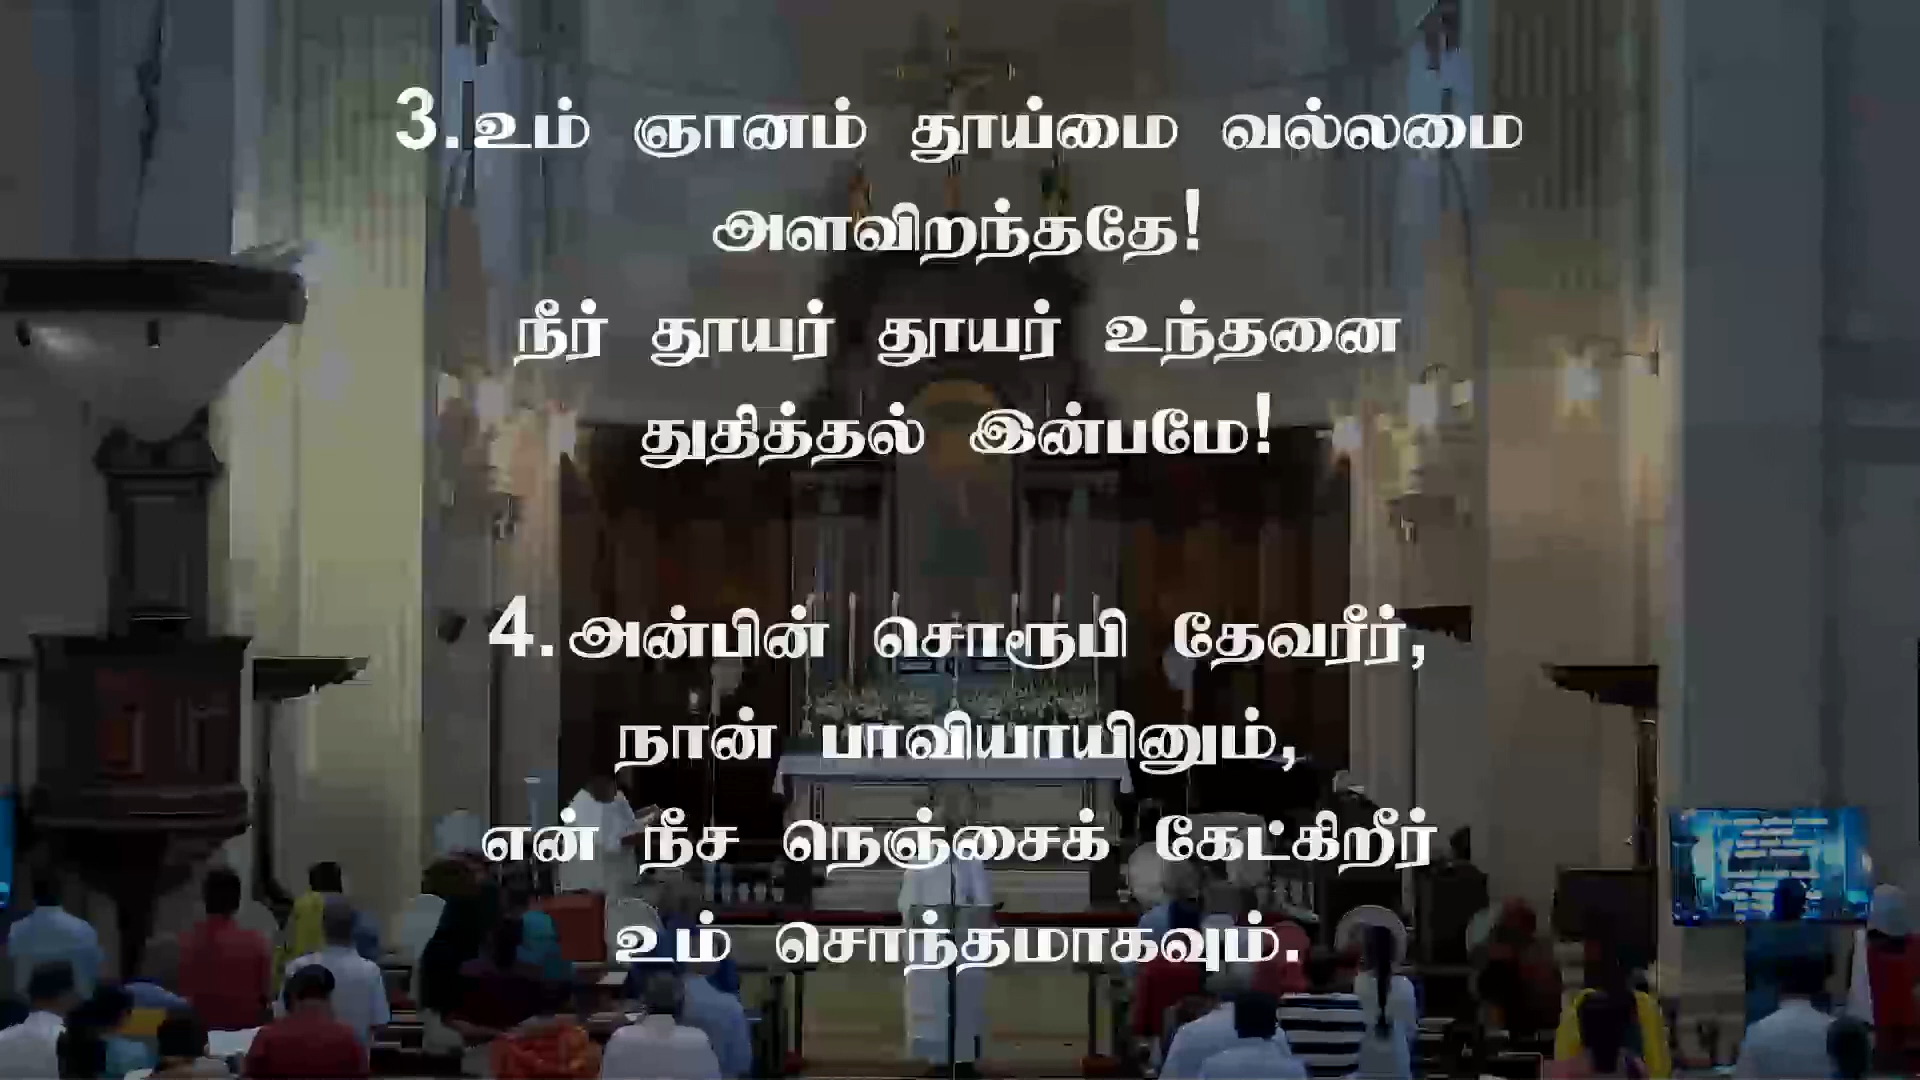 3.உம் ஞானம் தூய்மை வல்லமை
அளவிறந்ததே!
நீர் தூயர் தூயர் உந்தனை
துதித்தல் இன்பமே!
4.அன்பின் சொரூபி தேவரீர்,
நான் பாவியாயினும்,
என் நீச நெஞ்சைக் கேட்கிறீர்
உம் சொந்தமாகவும்.